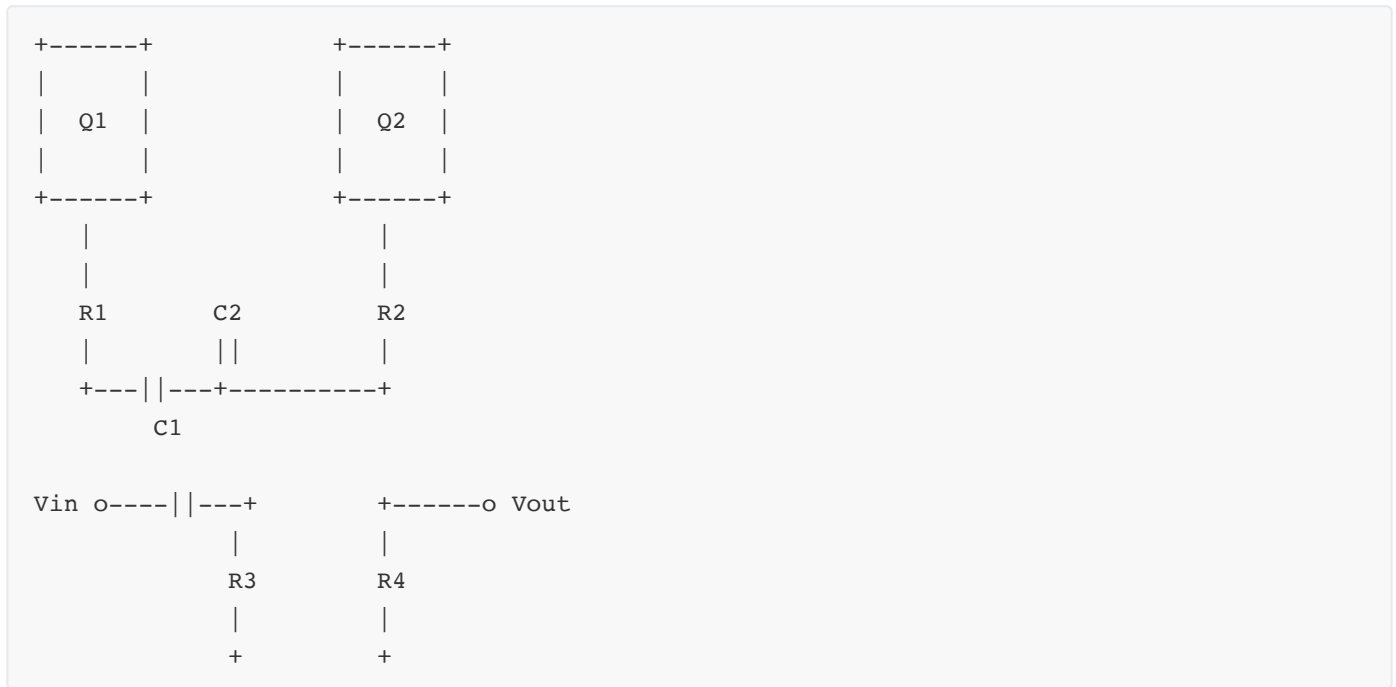 +------+            +------+
|      |            |      |
|  Q1  |            |  Q2  |
|      |            |      |
+------+            +------+
   |                   |
   |                   |
   R1       C2         R2
   |        ||         |
   +---||---+----------+
        C1

Vin o----||---+        +------o Vout
             |         |
             R3        R4
             |         |
             +         +